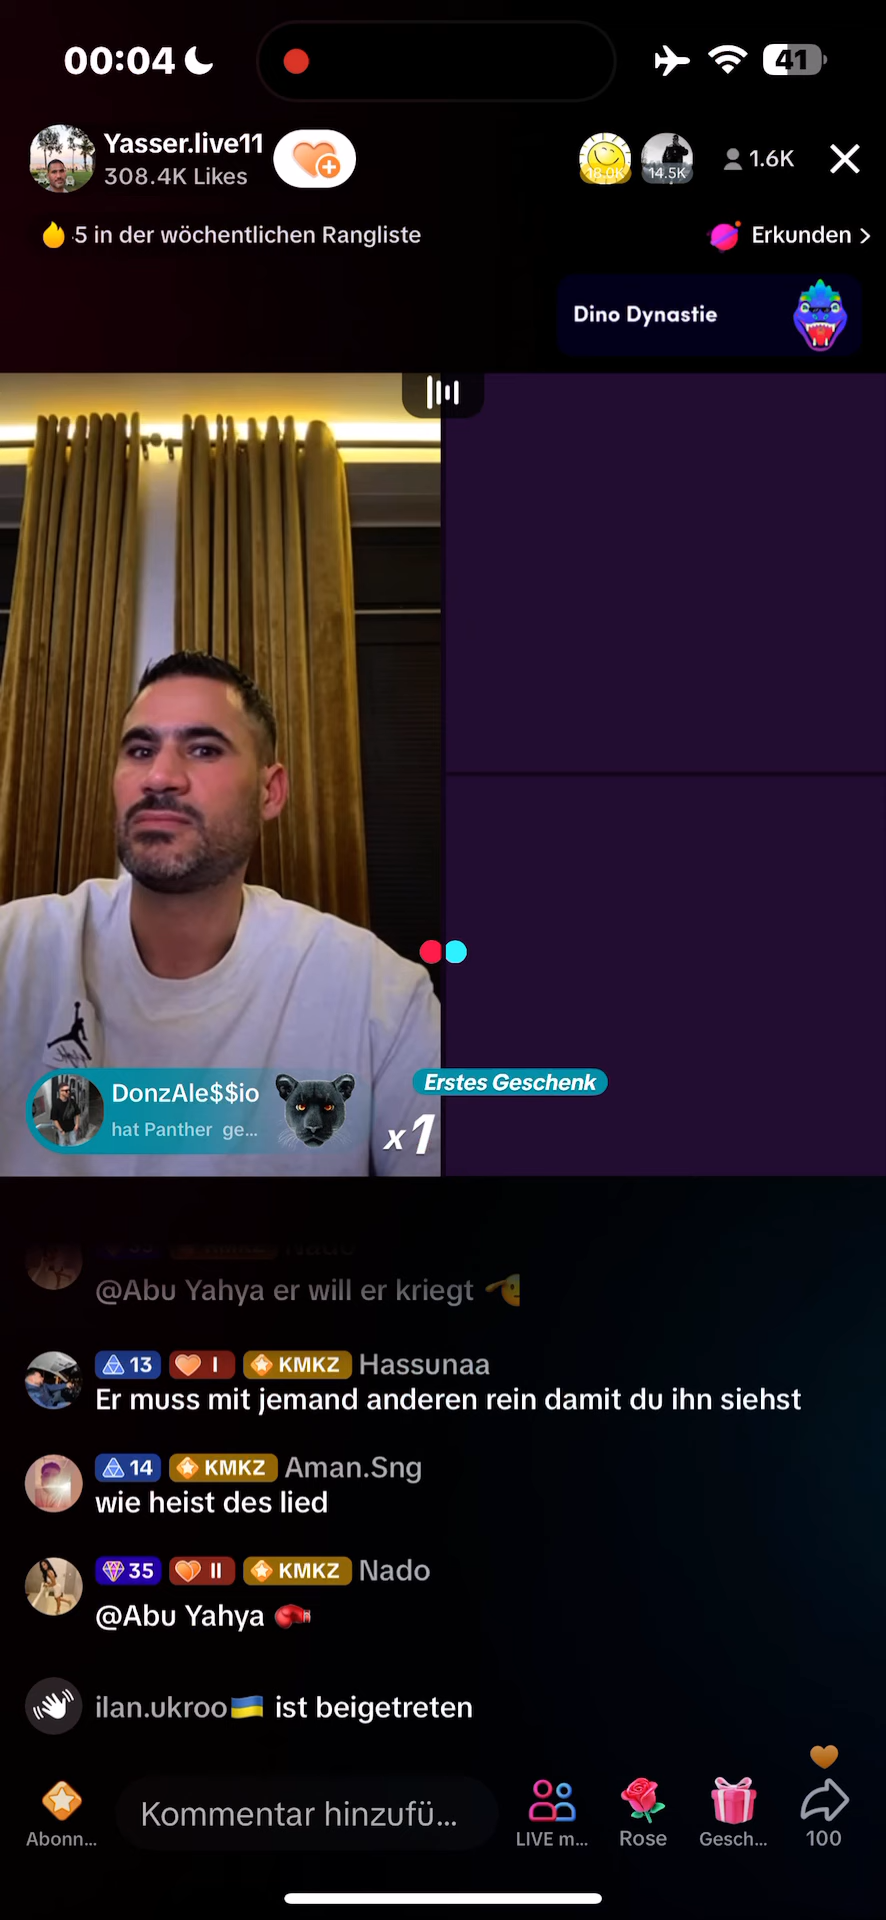 00:04
41
Yasser.live11
308.4K Likes
18.0K
14.5K
1.6K
5 in der wöchentlichen Rangliste
Erkunden >
Dino Dynastie
DonzAle$$io
hat Panther ge...
Erstes Geschenk
x1
Nado
@Abu Yahya er will er kriegt
13 I KMKZ Hassunaa
Er muss mit jemand anderen rein damit du ihn siehst
14 KMKZ Aman.Sng
wie heist des lied
35 II KMKZ Nado
@Abu Yahya 🥊
ilan.ukroo🇺🇦 ist beigetreten
Abonn...
Kommentar hinzufü...
LIVE m...
Rose
Gesch...
100